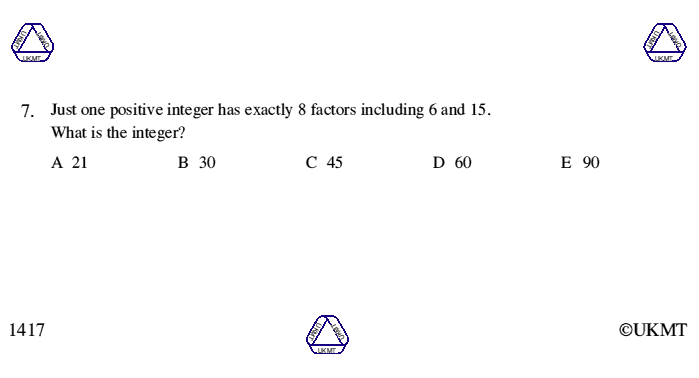 UKMT UKMT UKMT
UKMT UKMT UKMT
7. Just one positive integer has exactly 8 factors including 6 and 15.
What is the integer?
A 21 B 30 C 45 D 60 E 90
1417 ©UKMT
UKMT UKMT UKMT